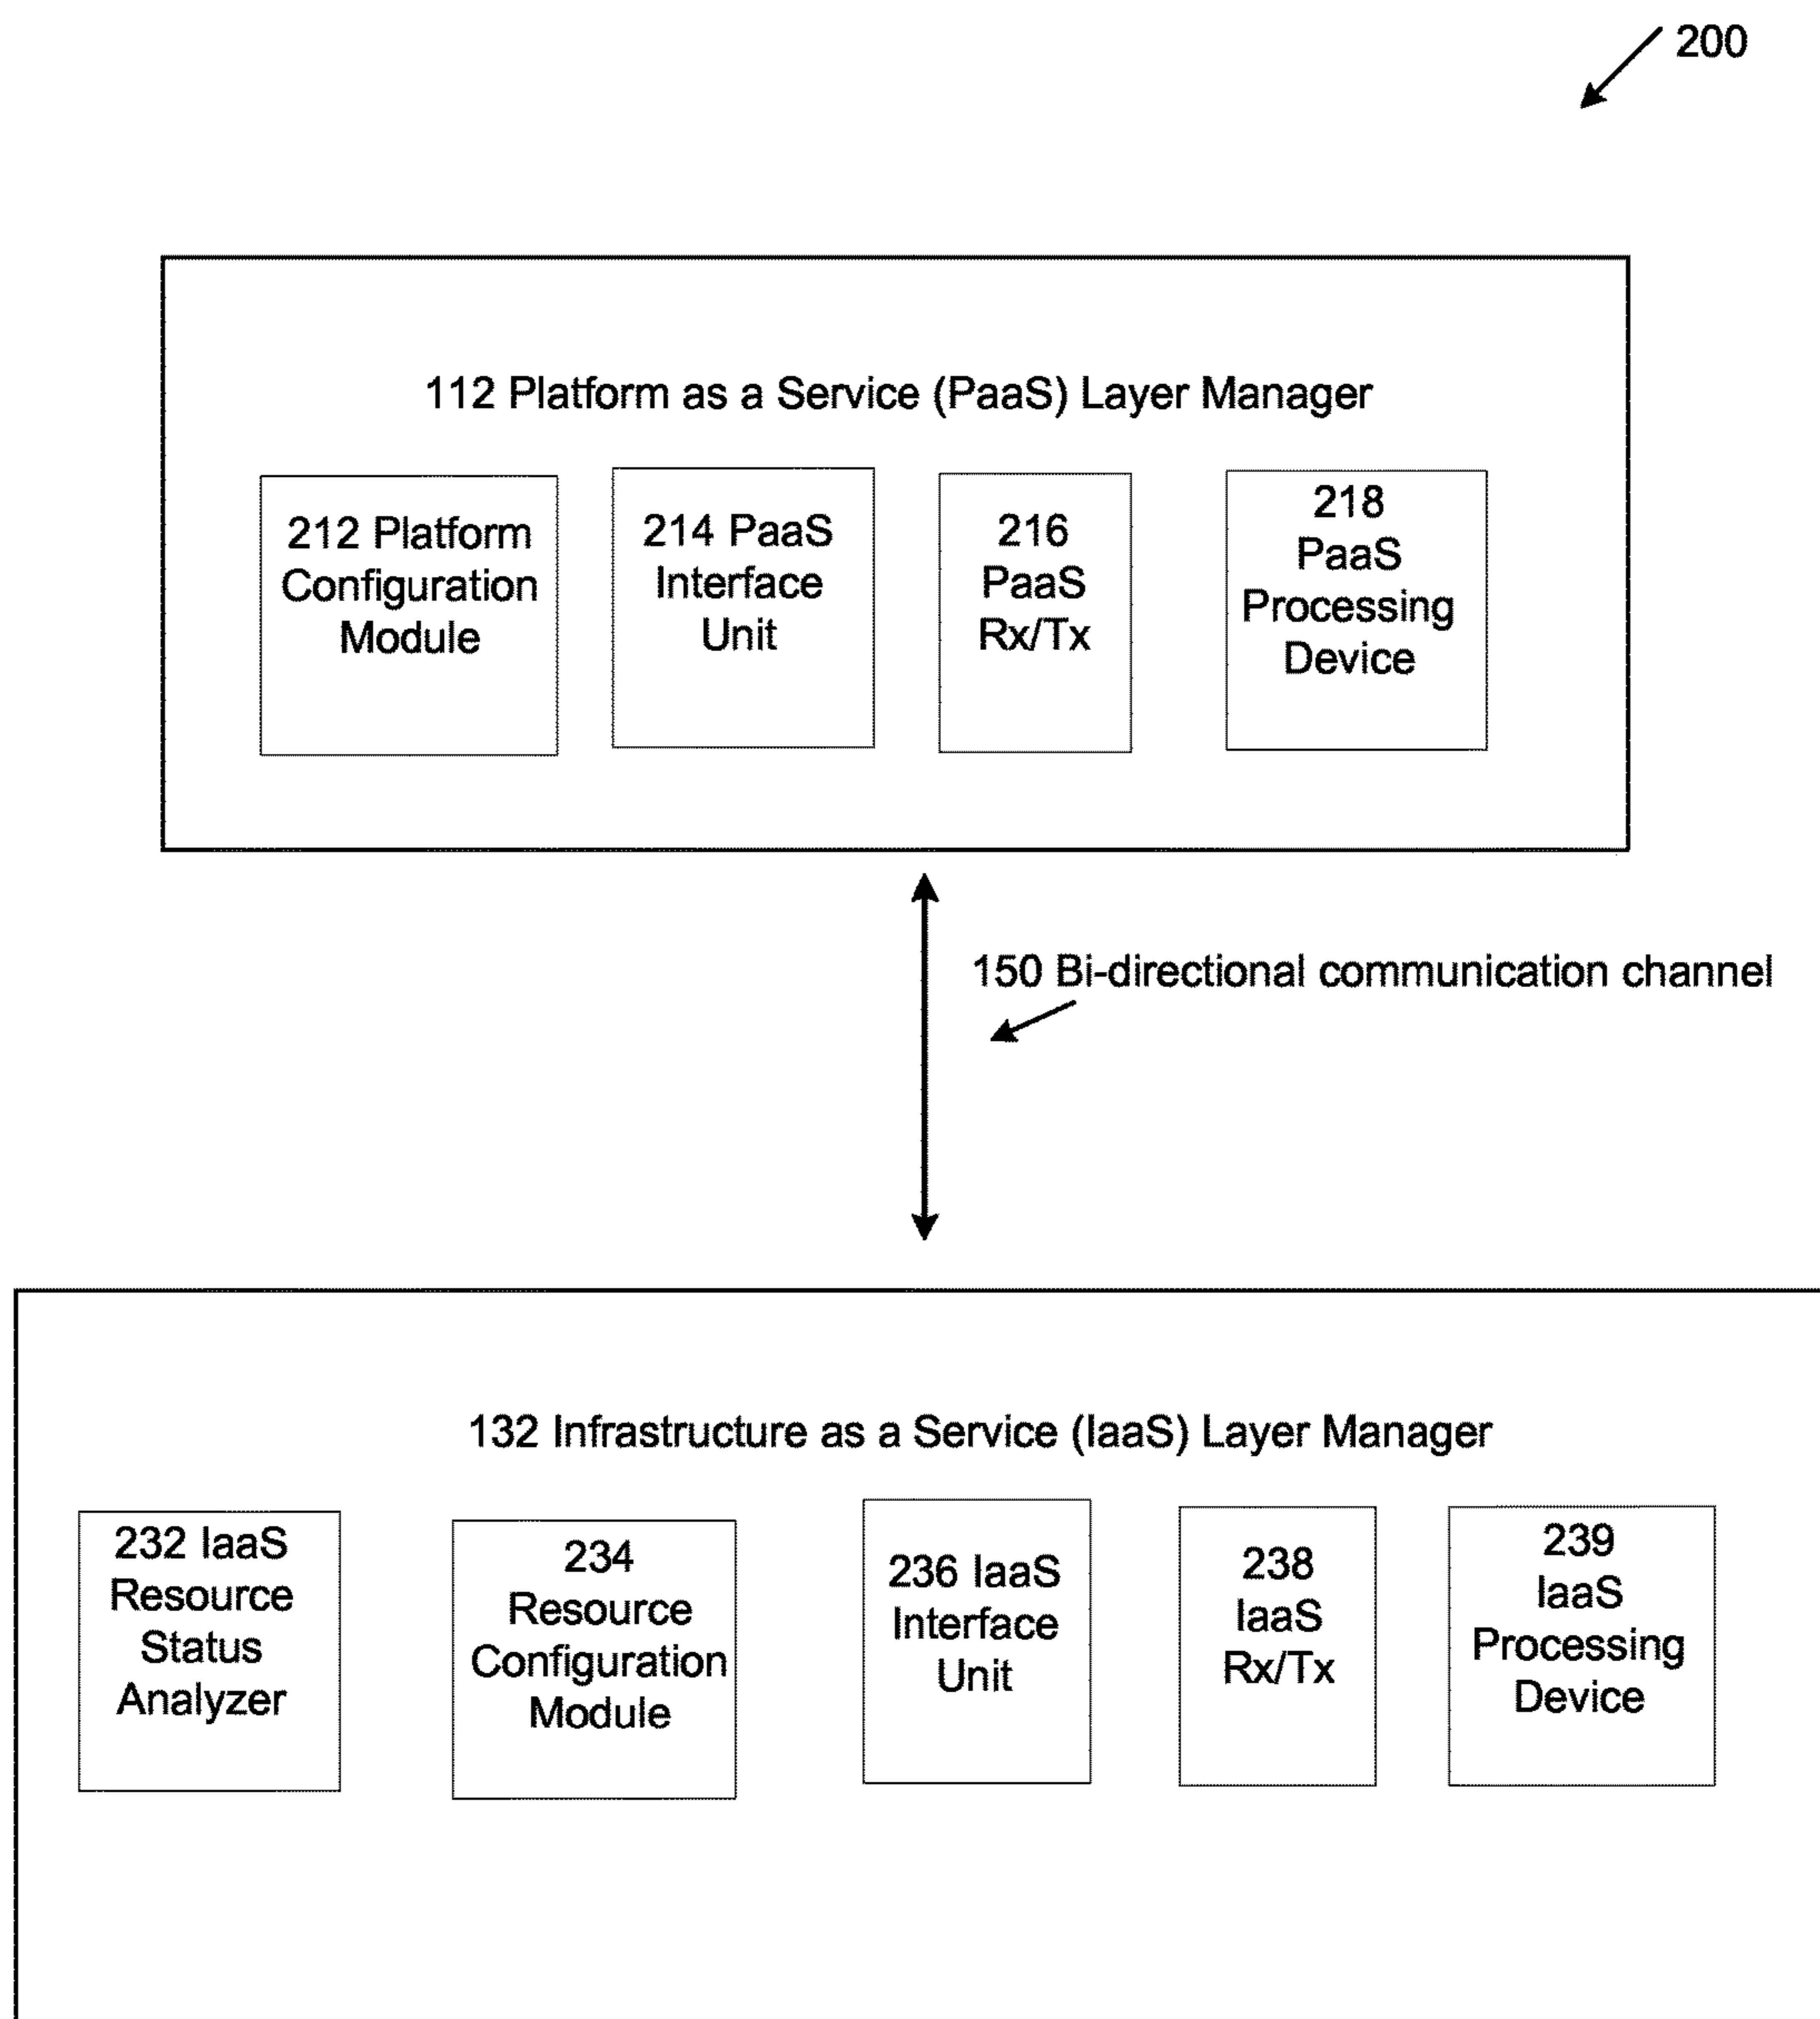 200
112 Platform as a Service (PaaS) Layer Manager
212 Platform
Configuration
Module
214 PaaS
Interface
Unit
216
PaaS
Rx/Tx
218
PaaS
Processing
Device
150 Bi-directional communication channel
132 Infrastructure as a Service (IaaS) Layer Manager
232 IaaS
Resource
Status
Analyzer
234
Resource
Configuration
Module
236 IaaS
Interface
Unit
238
IaaS
Rx/Tx
239
IaaS
Processing
Device